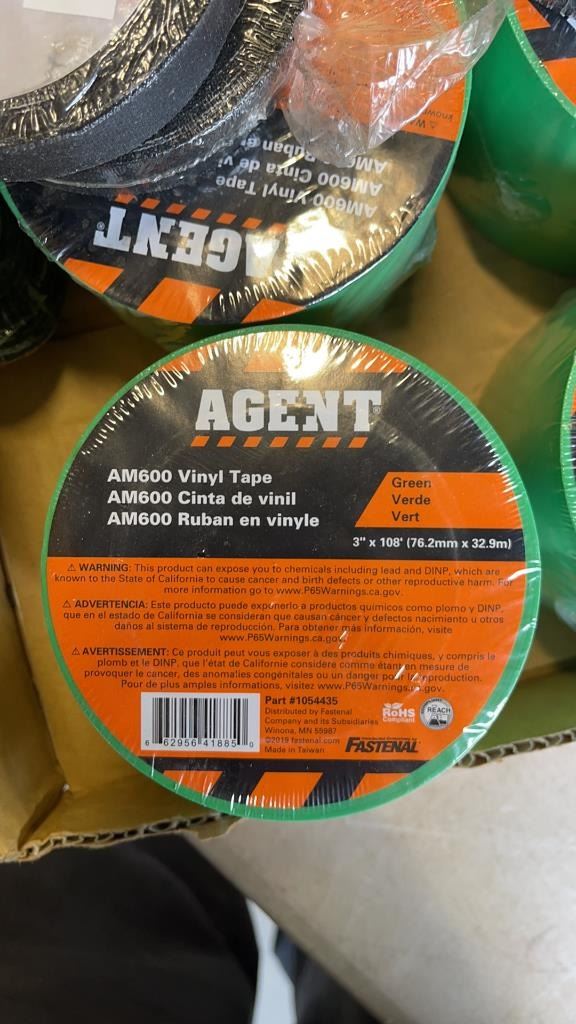 ⚠ W
known
AM600 Vinyl Tape
AM600 Cinta de vi
AM Ruban e
AGENT®
AGENT®
AM600 Vinyl Tape
AM600 Cinta de vinil
AM600 Ruban en vinyle
Green
Verde
Vert
3" x 108' (76.2mm x 32.9m)
⚠ WARNING: This product can expose you to chemicals including lead and DINP, which are
known to the State of California to cause cancer and birth defects or other reproductive harm. For
more information go to www.P65Warnings.ca.gov.
⚠ ADVERTENCIA: Este producto puede exponerlo a productos químicos como plomo y DINP,
que en el estado de California se consideran que causan cáncer y defectos nacimiento u otros
daños al sistema de reproducción. Para obtener más información, visite
www.P65Warnings.ca.gov.
⚠ AVERTISSEMENT: Ce produit peut vous exposer à des produits chimiques, y compris le
plomb et le DINP, que l'état de Californie considère comme étant en mesure de
provoquer le cancer, des anomalies congénitales ou un danger pour la reproduction.
Pour de plus amples informations, visitez www.P65Warnings.ca.gov.
6 62956 41885 0
Part #1054435
Distributed by Fastenal
Company and its Subsidiaries
Winona, MN 55987
©2019 fastenal.com
Made in Taiwan
RoHS
Compliant
REACH
FASTENAL®